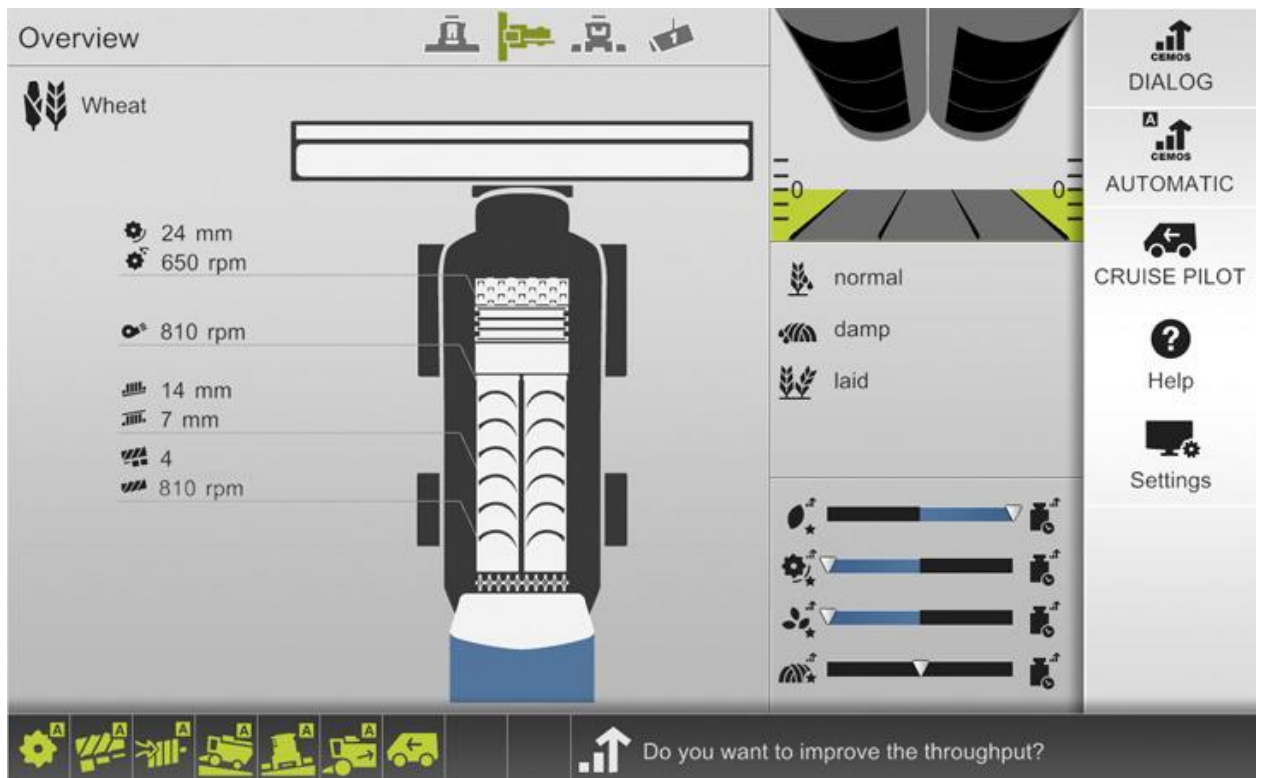 Overview
1
Wheat
24 mm
650 rpm
810 rpm
14 mm
7 mm
4
810 rpm
0
0
normal
damp
laid
CEMOS
DIALOG
A
CEMOS
AUTOMATIC
CRUISE PILOT
?
Help
Settings
A
A
A
A
A
A
Do you want to improve the throughput?